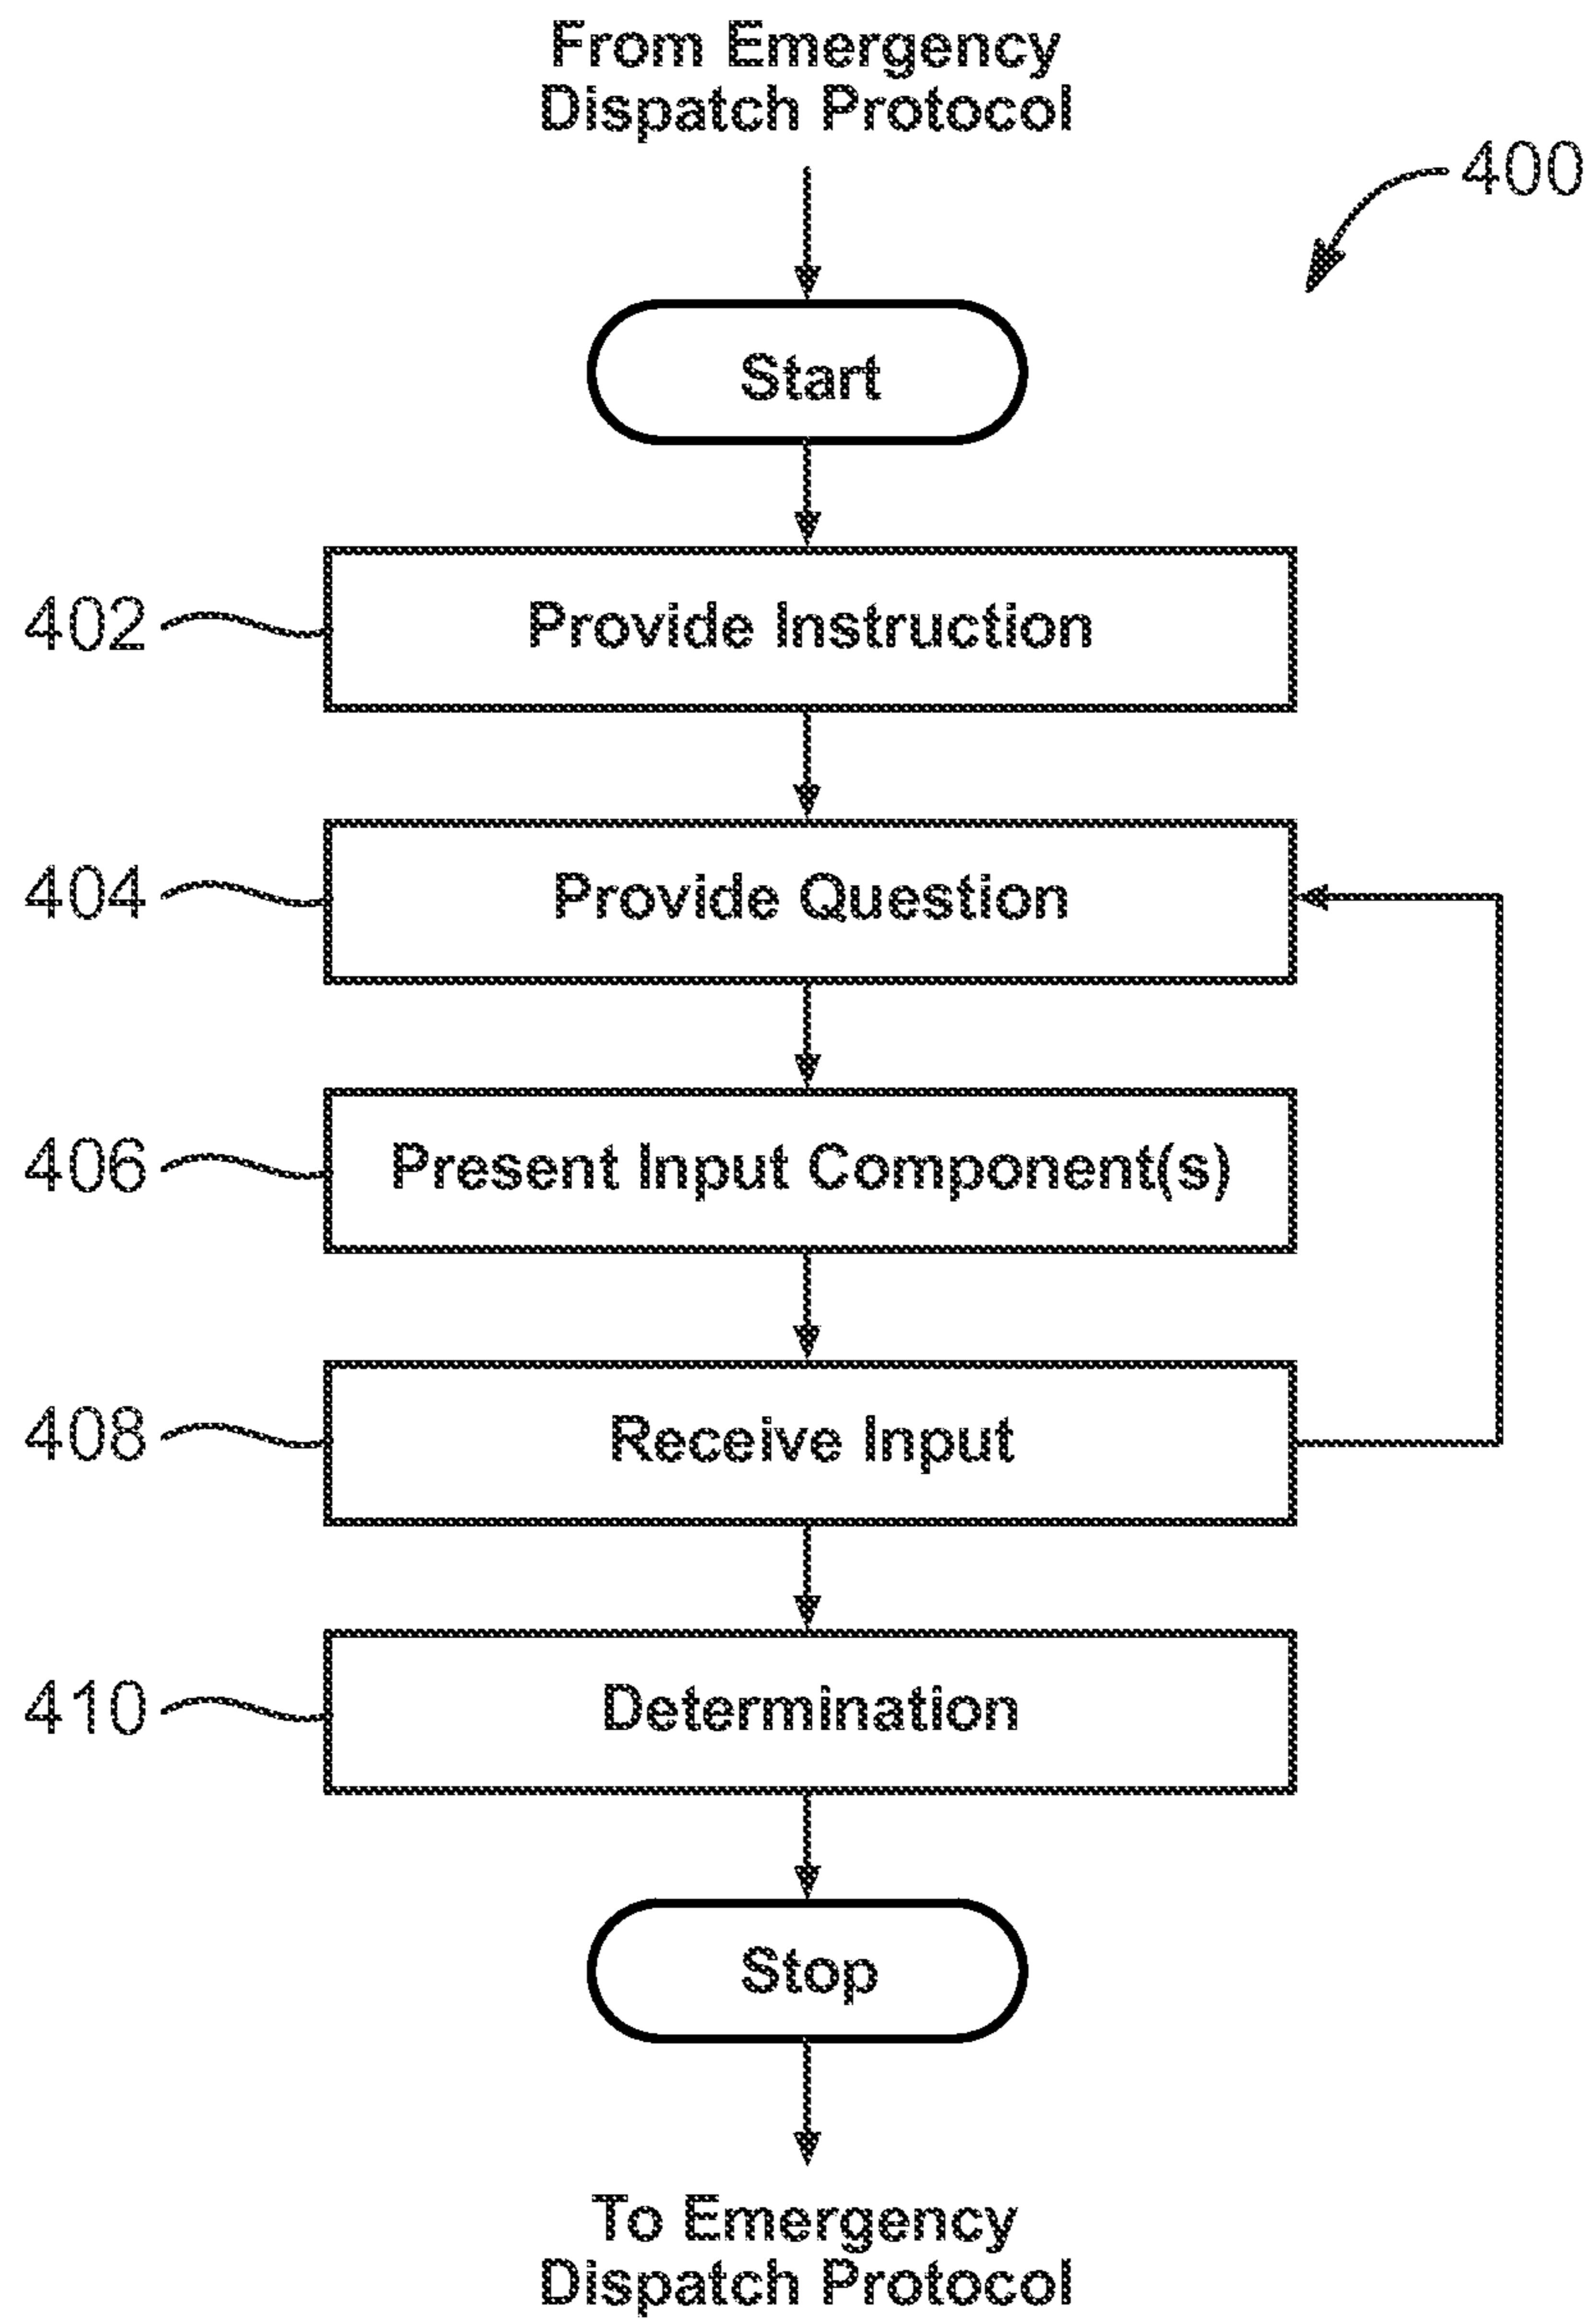 From Emergency
Dispatch Protocol
400
Start
402
Provide Instruction
404
Provide Question
406
Present Input Component(s)
408
Receive Input
410
Determination
Stop
To Emergency
Dispatch Protocol